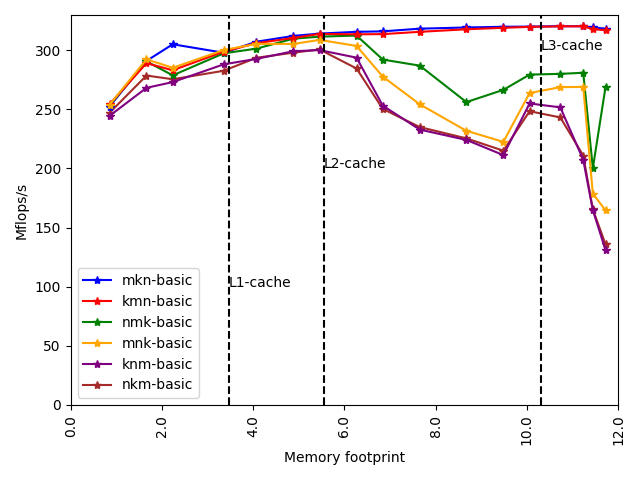 300
250
200
150
100
50
0
Mflops/s
L3-cache
L2-cache
L1-cache
mkn-basic
kmn-basic
nmk-basic
mnk-basic
knm-basic
nkm-basic
0.0
2.0
4.0
6.0
8.0
10.0
12.0
Memory footprint